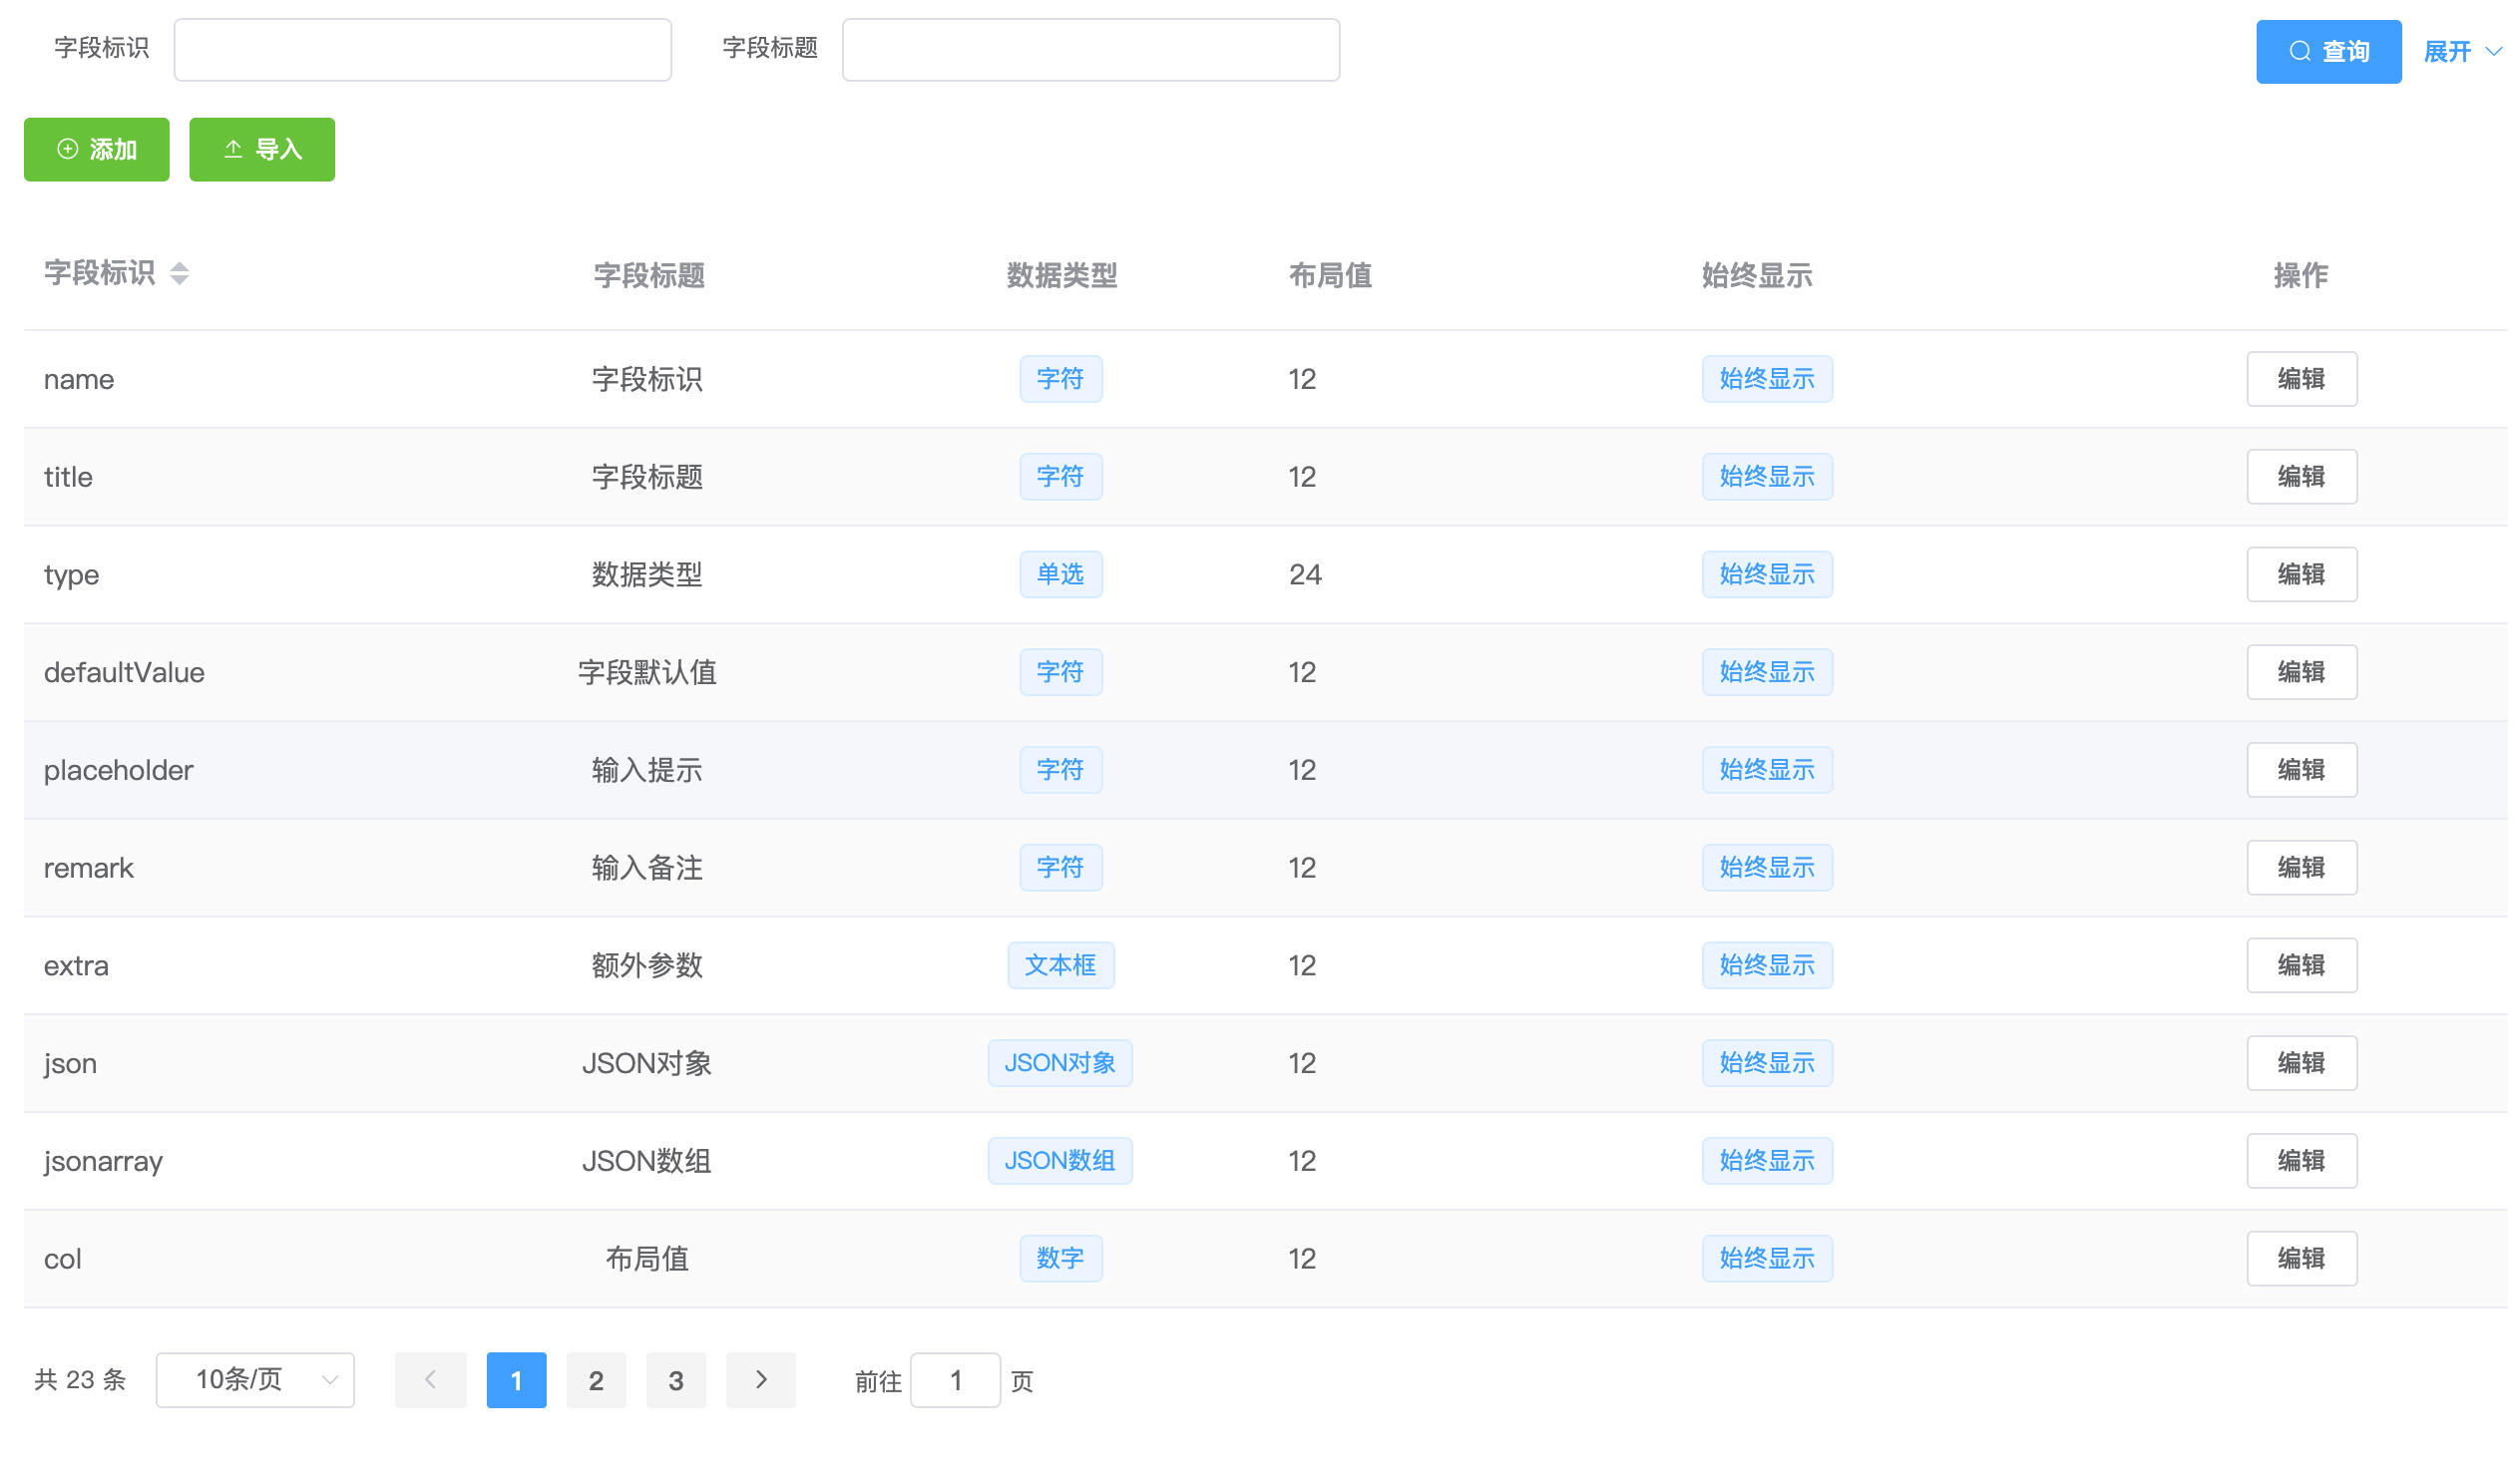 字段标识 字段标题 查询 展开
添加 导入
字段标识 字段标题 数据类型 布局值 始终显示 操作
name 字段标识 字符 12 始终显示 编辑
title 字段标题 字符 12 始终显示 编辑
type 数据类型 单选 24 始终显示 编辑
defaultValue 字段默认值 字符 12 始终显示 编辑
placeholder 输入提示 字符 12 始终显示 编辑
remark 输入备注 字符 12 始终显示 编辑
extra 额外参数 文本框 12 始终显示 编辑
json JSON对象 JSON对象 12 始终显示 编辑
jsonarray JSON数组 JSON数组 12 始终显示 编辑
col 布局值 数字 12 始终显示 编辑
共 23 条 10条/页 1 2 3 前往 1 页